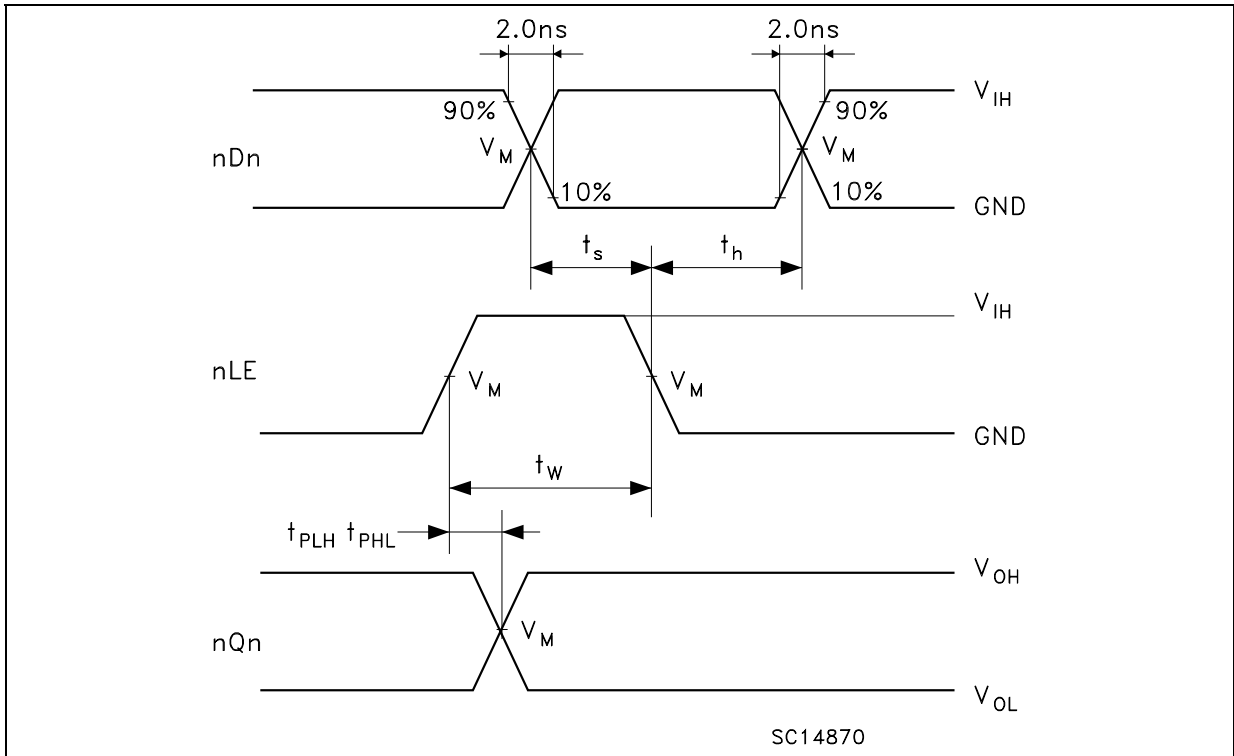 2.0ns 2.0ns
V_IH
90% 90%
nDn V_M V_M
10% 10%
GND
t_s t_h
V_IH
nLE V_M V_M
GND
t_W
t_PLH t_PHL
V_OH
nQn V_M
V_OL
SC14870